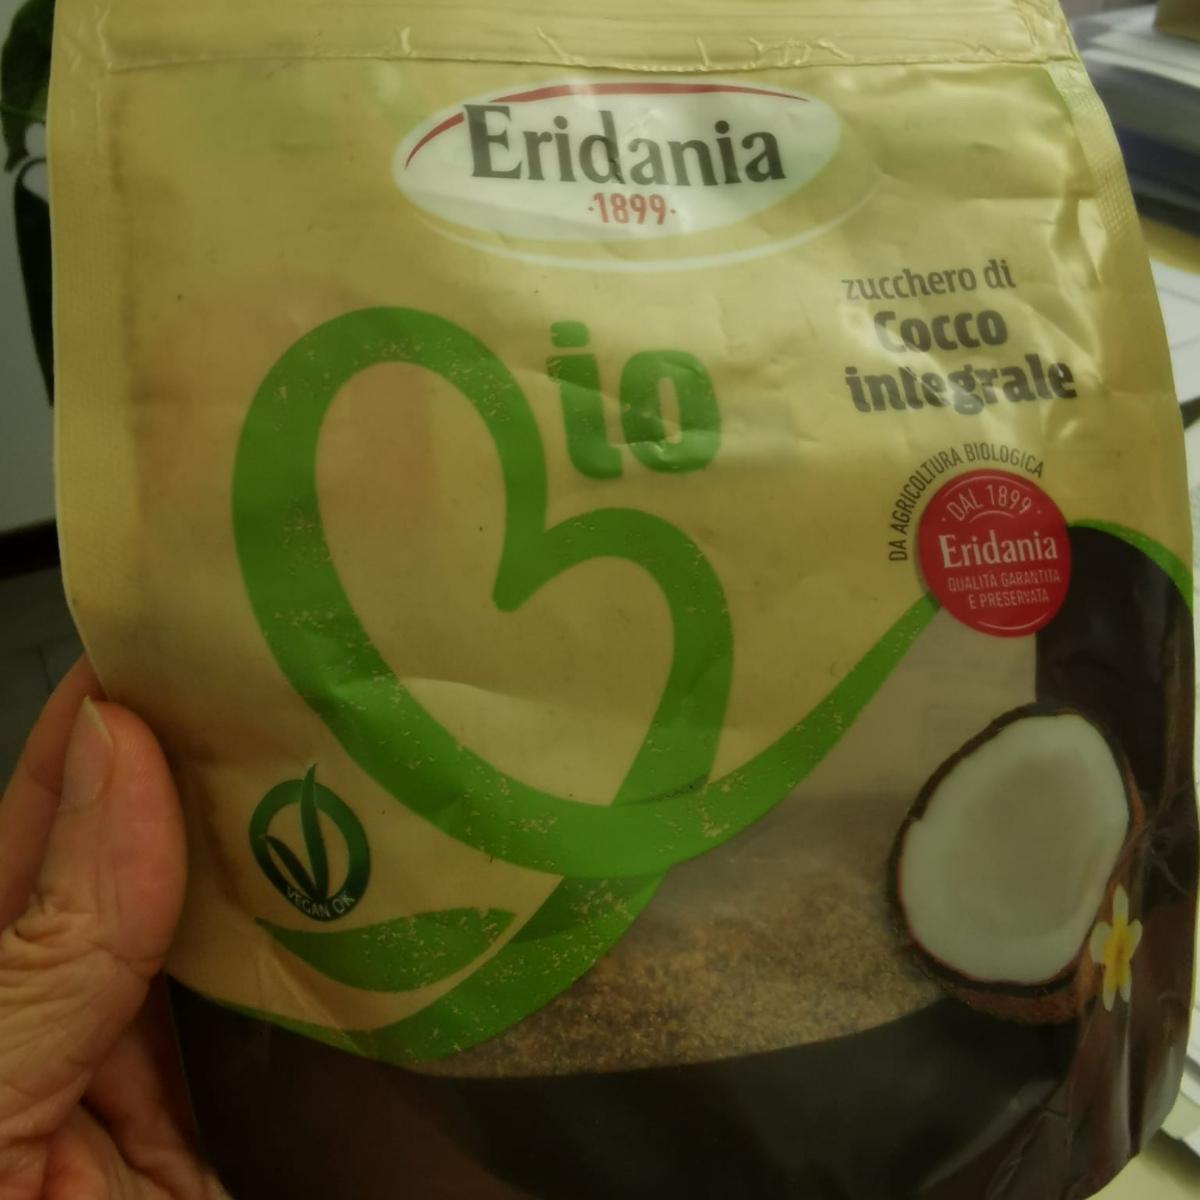 Eridania
·1899·
zucchero di
Cocco
integrale
Bio
DA AGRICOLTURA BIOLOGICA
· DAL 1899 ·
Eridania
QUALITÀ GARANTITA
E PRESERVATA
VEGAN OK